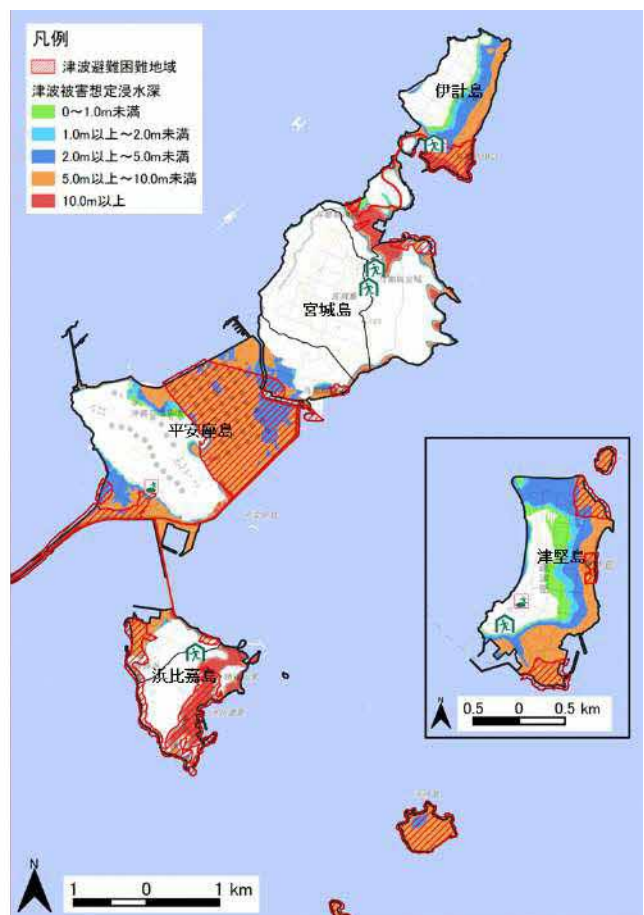 凡例
津波避難困難地域
津波被害想定浸水深
0～1.0m未満
1.0m以上～2.0m未満
2.0m以上～5.0m未満
5.0m以上～10.0m未満
10.0m以上
伊計島
宮城島
平安座島
津堅島
浜比嘉島
N
0.5 0 0.5 km
N
1 0 1 km